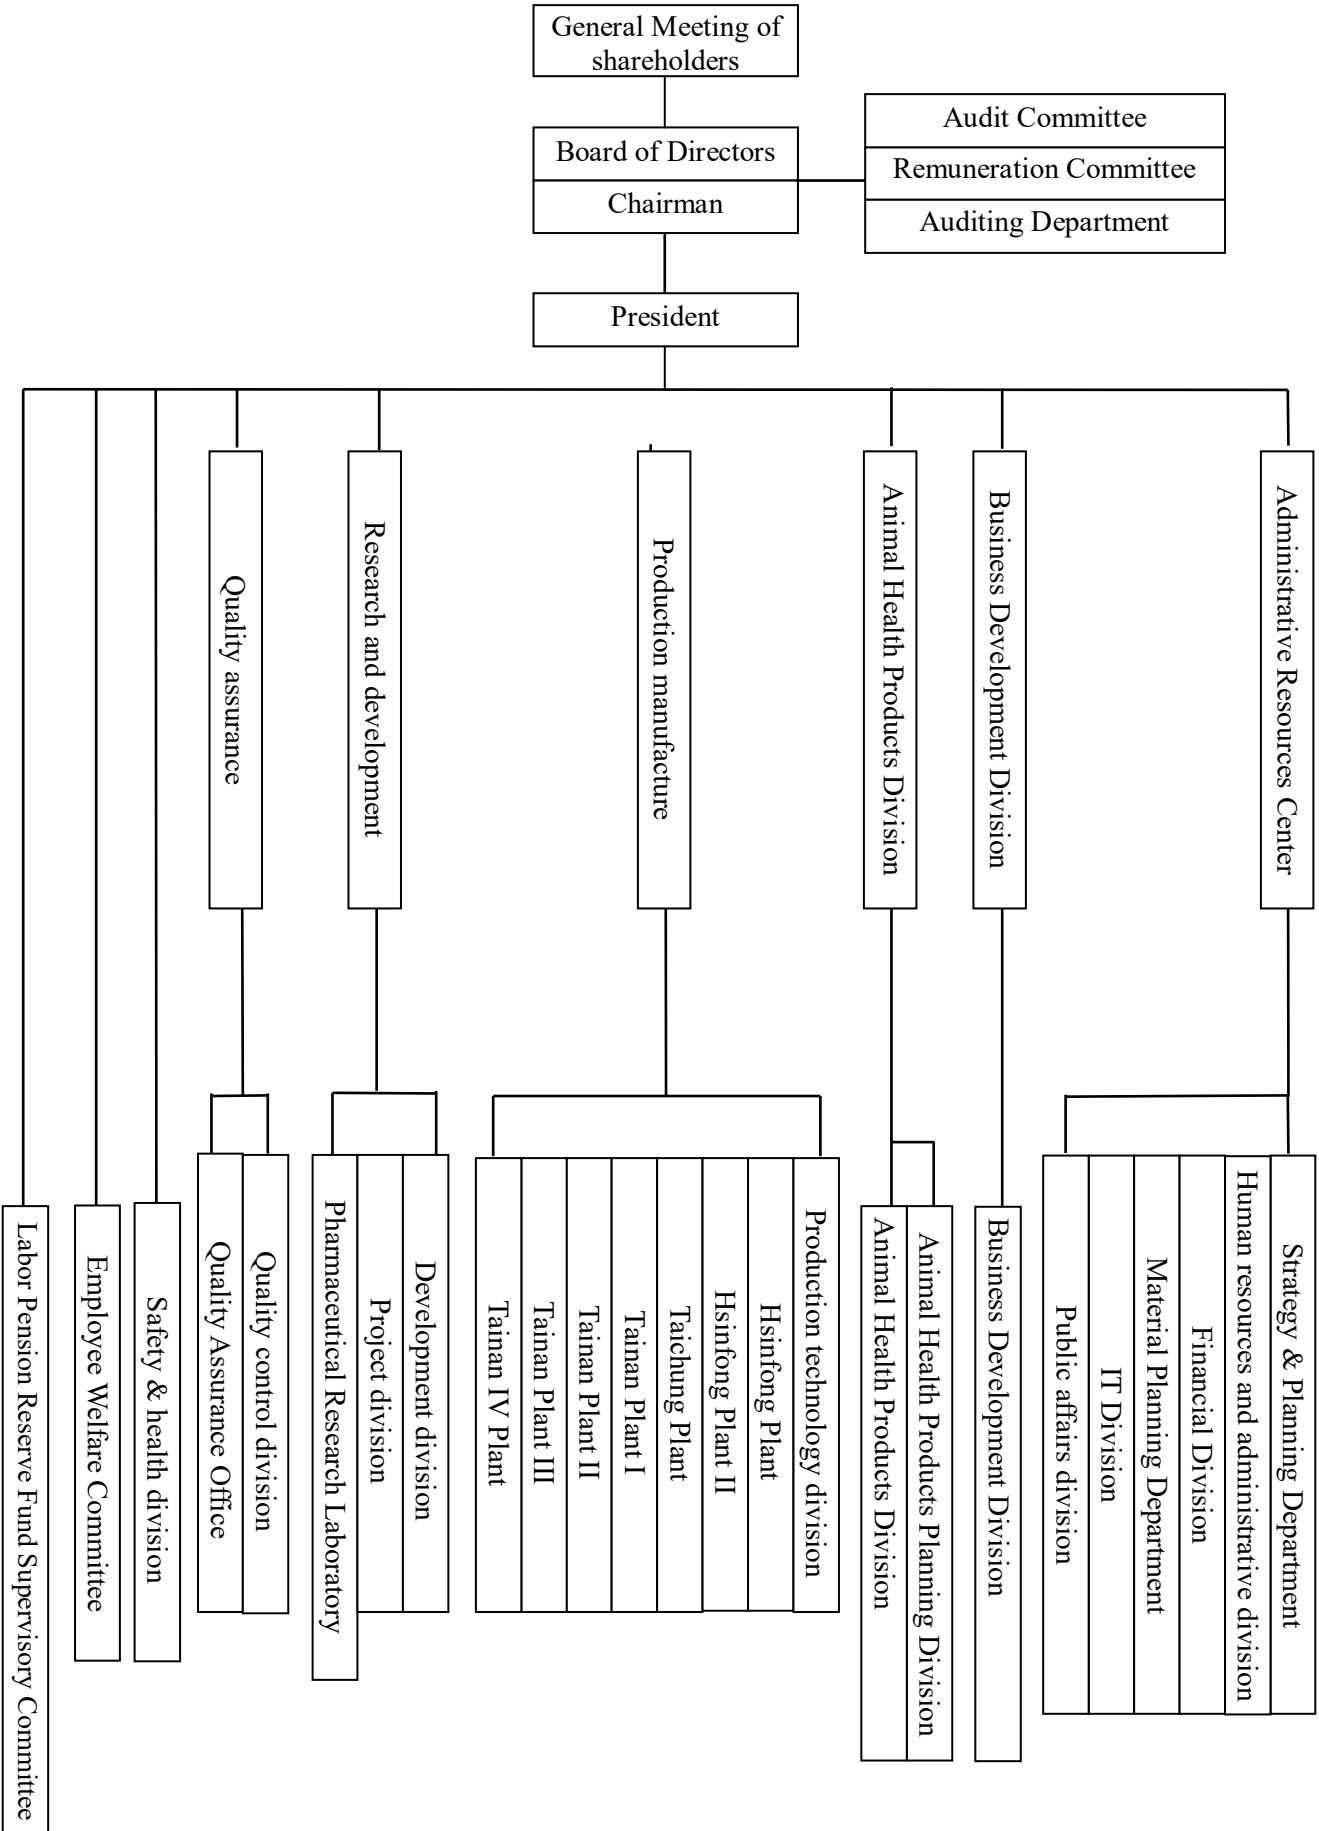 General Meeting of
shareholders
Board of Directors
Chairman
Audit Committee
Remuneration Committee
Auditing Department
President
Quality assurance
Research and development
Production manufacture
Animal Health Products Division
Business Development Division
Administrative Resources Center
Labor Pension Reserve Fund Supervisory Committee
Employee Welfare Committee
Safety & health division
Quality Assurance Office
Quality control division
Pharmaceutical Research Laboratory
Project division
Development division
Tainan IV Plant
Tainan Plant III
Tainan Plant II
Tainan Plant I
Taichung Plant
Hsinfong Plant II
Hsinfong Plant
Production technology division
Animal Health Products Division
Animal Health Products Planning Division
Business Development Division
Public affairs division
IT Division
Material Planning Department
Financial Division
Human resources and administrative division
Strategy & Planning Department